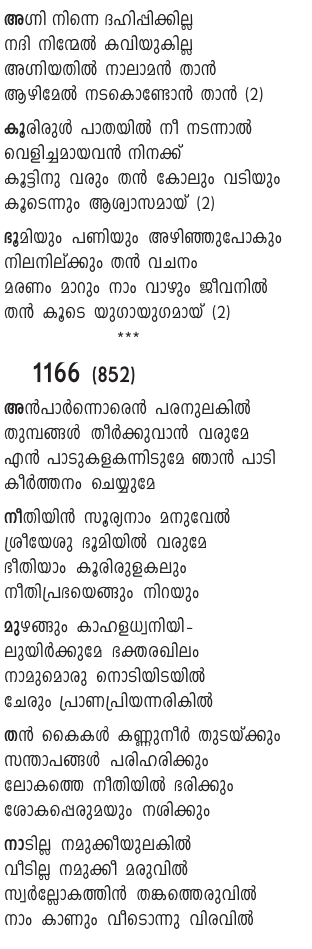 അഗ്നി നിന്നെ ദഹിപ്പിക്കില്ല
നദി നിന്മേൽ കവിയുകില്ല
അഗ്നിയതിൽ നാലാമൻ താൻ
ആഴിമേൽ നടകൊണ്ടോൻ താൻ (2)
കൂരിരുൾ പാതയിൽ നീ നടന്നാൽ
വെളിച്ചമായവൻ നിനക്ക്
കൂട്ടിനു വരും തൻ കോലും വടിയും
കൂടെന്നും ആശ്വാസമായ് (2)
ഭൂമിയും പണിയും അഴിഞ്ഞുപോകും
നിലനില്ക്കും തൻ വചനം
മരണം മാറും നാം വാഴും ജീവനിൽ
തൻ കൂടെ യുഗായുഗമായ് (2)
***
1166 (852)
അൻപാർന്നൊരെൻ പരനുലകിൽ
തുമ്പങ്ങൾ തീർക്കുവാൻ വരുമേ
എൻ പാടുകളകന്നിടുമേ ഞാൻ പാടി
കീർത്തനം ചെയ്യുമേ
നീതിയിൻ സൂര്യനാം മനുവേൽ
ശ്രീയേശു ഭൂമിയിൽ വരുമേ
ഭീതിയാം കൂരിരുളകലും
നീതിപ്രഭയെങ്ങും നിറയും
മുഴങ്ങും കാഹളധ്വനിയി-
ലുയിർക്കുമേ ഭക്തരഖിലം
നാമുമൊരു നൊടിയിടയിൽ
ചേരും പ്രാണപ്രിയന്നരികിൽ
തൻ കൈകൾ കണ്ണുനീർ തുടയ്ക്കും
സന്താപങ്ങൾ പരിഹരിക്കും
ലോകത്തെ നീതിയിൽ ഭരിക്കും
ശോകപ്പെരുമയും നശിക്കും
നാടില്ല നമുക്കീയുലകിൽ
വീടില്ല നമുക്കീ മരുവിൽ
സ്വർല്ലോകത്തിൻ തങ്കത്തെരുവിൽ
നാം കാണും വീടൊന്നു വിരവിൽ